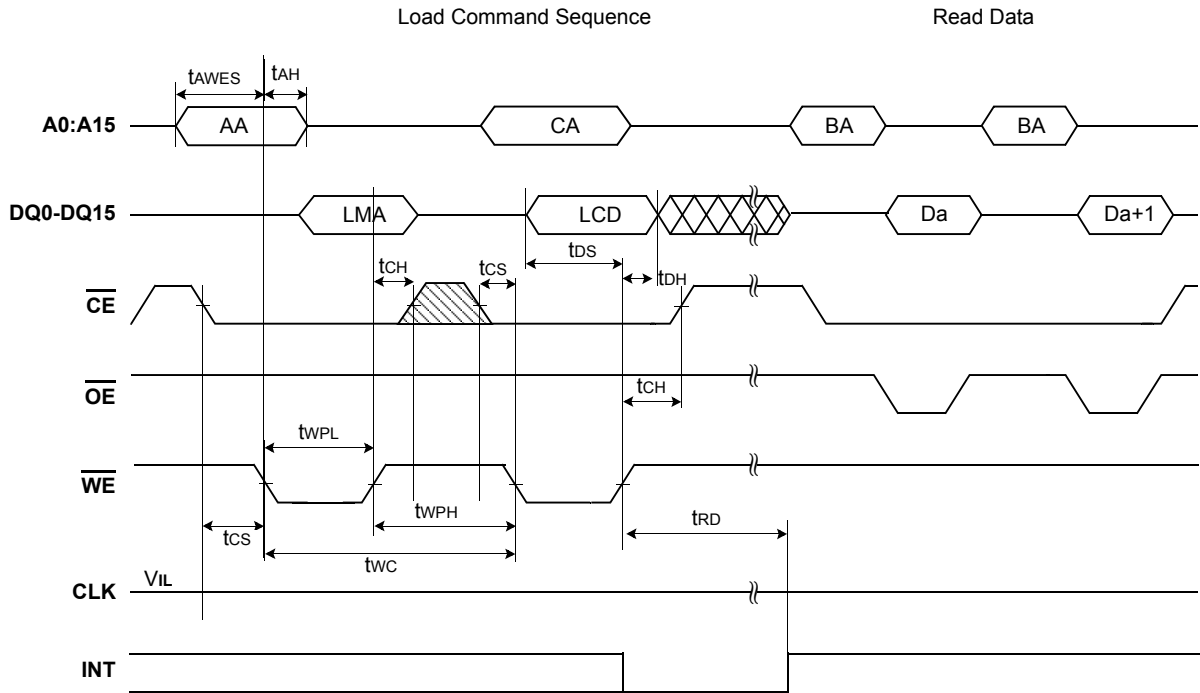 Load Command Sequence Read Data
tAWES tAH
A0:A15 AA CA BA BA
DQ0-DQ15 LMA LCD Da Da+1
tCH tCS tDS tDH
CE
OE tCH
tWPL
WE
tCS tWPH tRD
tWC
CLK VIL
INT